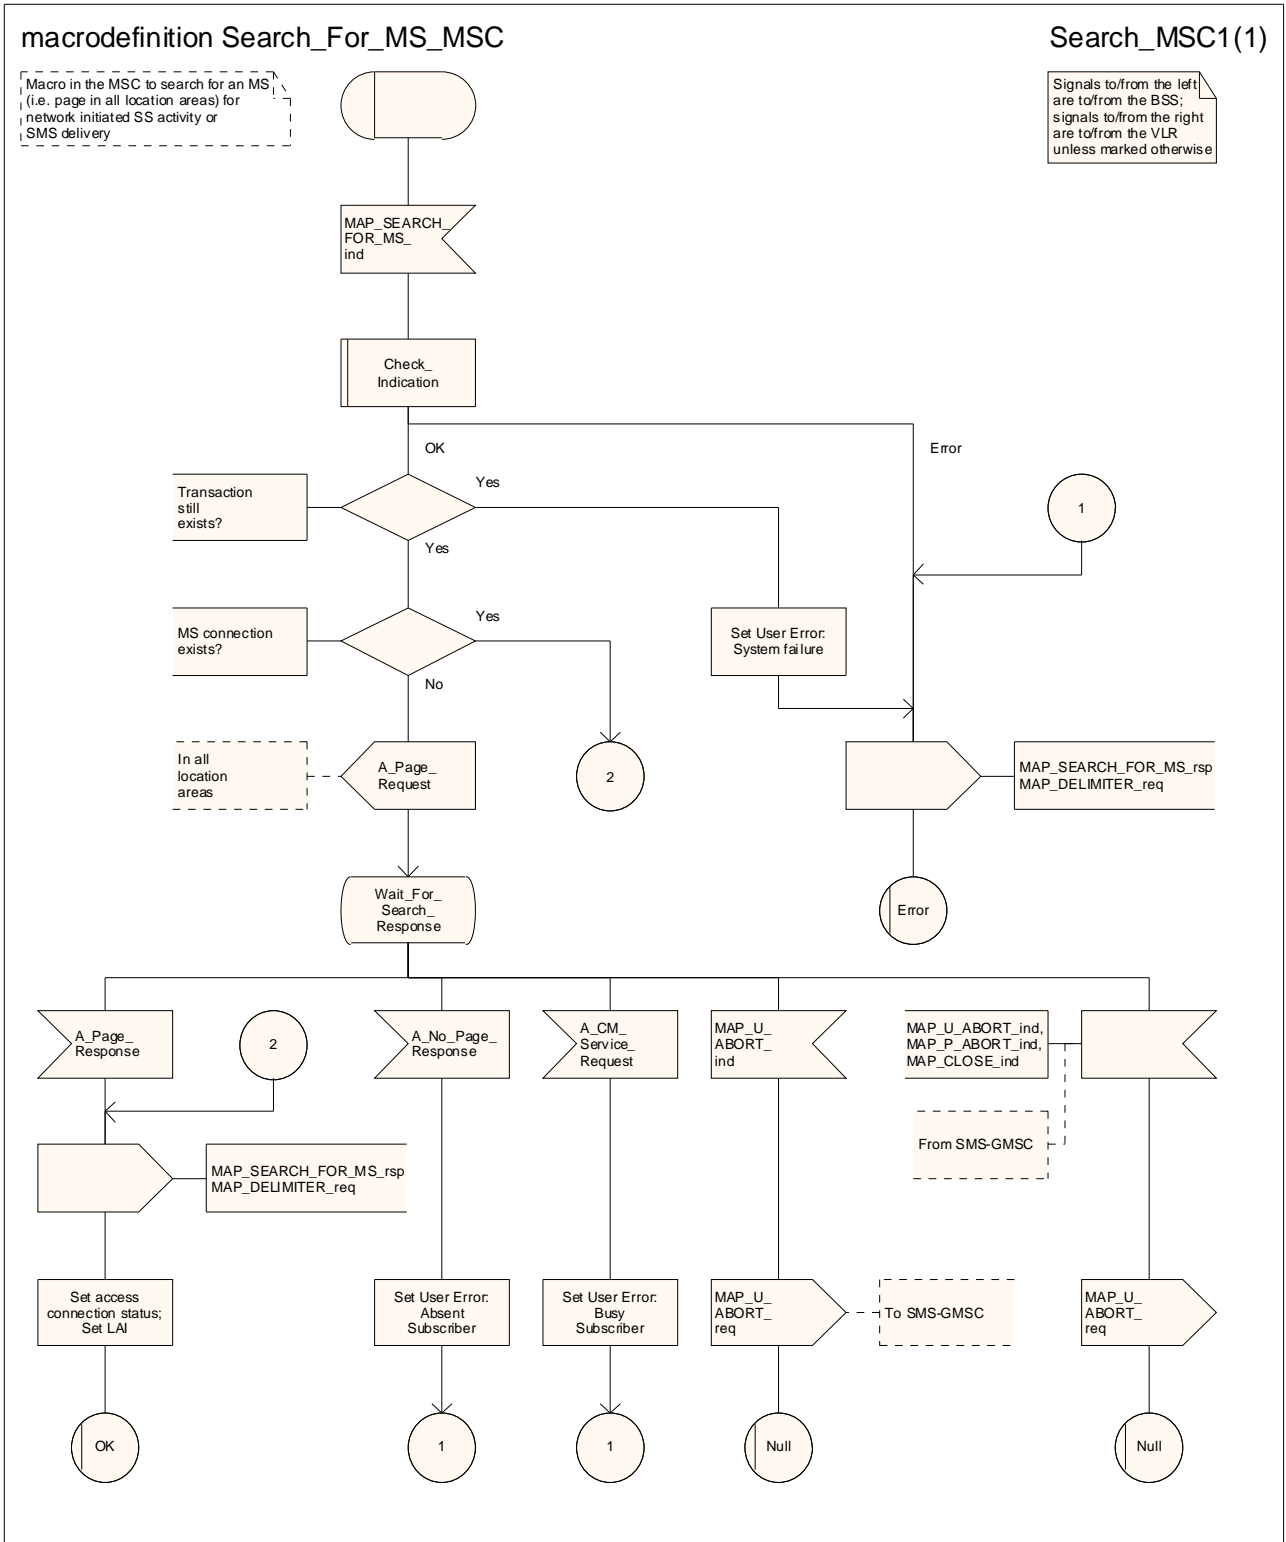 macrodefinition Search_For_MS_MSC
Search_MSC1(1)
Macro in the MSC to search for an MS
(i.e. page in all location areas) for
network initiated SS activity or
SMS delivery
Signals to/from the left
are to/from the BSS;
signals to/from the right
are to/from the VLR
unless marked otherwise
MAP_SEARCH_
FOR_MS_
ind
Check_
Indication
OK
Error
Transaction
still
exists?
Yes
1
Yes
MS connection
exists?
Yes
Set User Error:
System failure
No
In all
location
areas
A_Page_
Request
2
MAP_SEARCH_FOR_MS_rsp
MAP_DELIMITER_req
Wait_For_
Search_
Response
Error
A_Page_
Response
2
A_No_Page_
Response
A_CM_
Service_
Request
MAP_U_
ABORT_
ind
MAP_U_ABORT_ind,
MAP_P_ABORT_ind,
MAP_CLOSE_ind
From SMS-GMSC
MAP_SEARCH_FOR_MS_rsp
MAP_DELIMITER_req
Set access
connection status;
Set LAI
Set User Error:
Absent
Subscriber
Set User Error:
Busy
Subscriber
MAP_U_
ABORT_
req
To SMS-GMSC
MAP_U_
ABORT_
req
OK
1
1
Null
Null